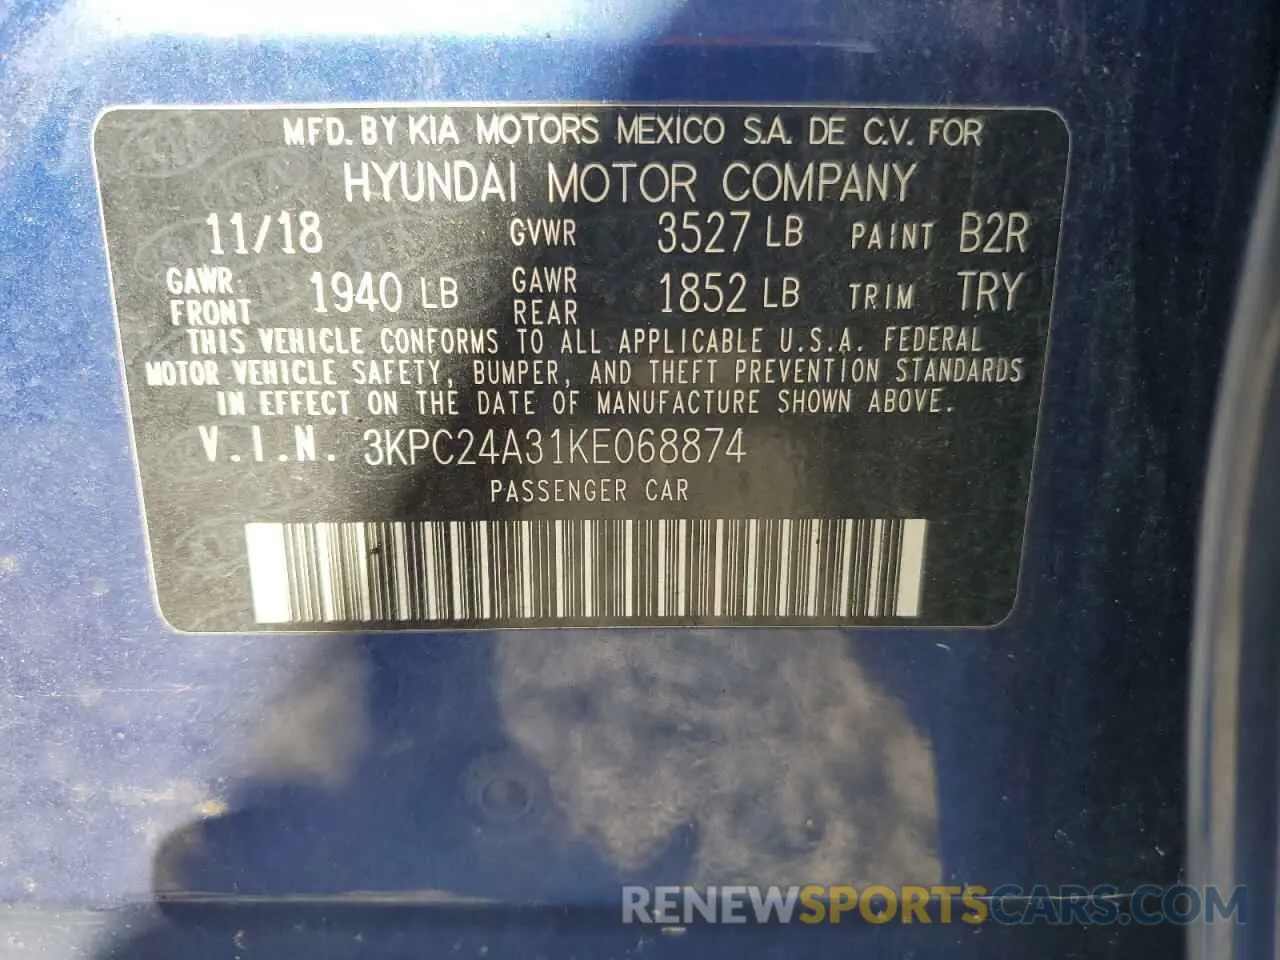 MFD. BY KIA MOTORS MEXICO S.A. DE C.V. FOR
HYUNDAI MOTOR COMPANY
11/18 GVWR 3527 LB PAINT B2R
GAWR FRONT 1940 LB GAWR REAR 1852 LB TRIM TRY
THIS VEHICLE CONFORMS TO ALL APPLICABLE U.S.A. FEDERAL
MOTOR VEHICLE SAFETY, BUMPER, AND THEFT PREVENTION STANDARDS
IN EFFECT ON THE DATE OF MANUFACTURE SHOWN ABOVE.
V.I.N. 3KPC24A31KE068874
PASSENGER CAR
RENEWSPORTSCARS.COM